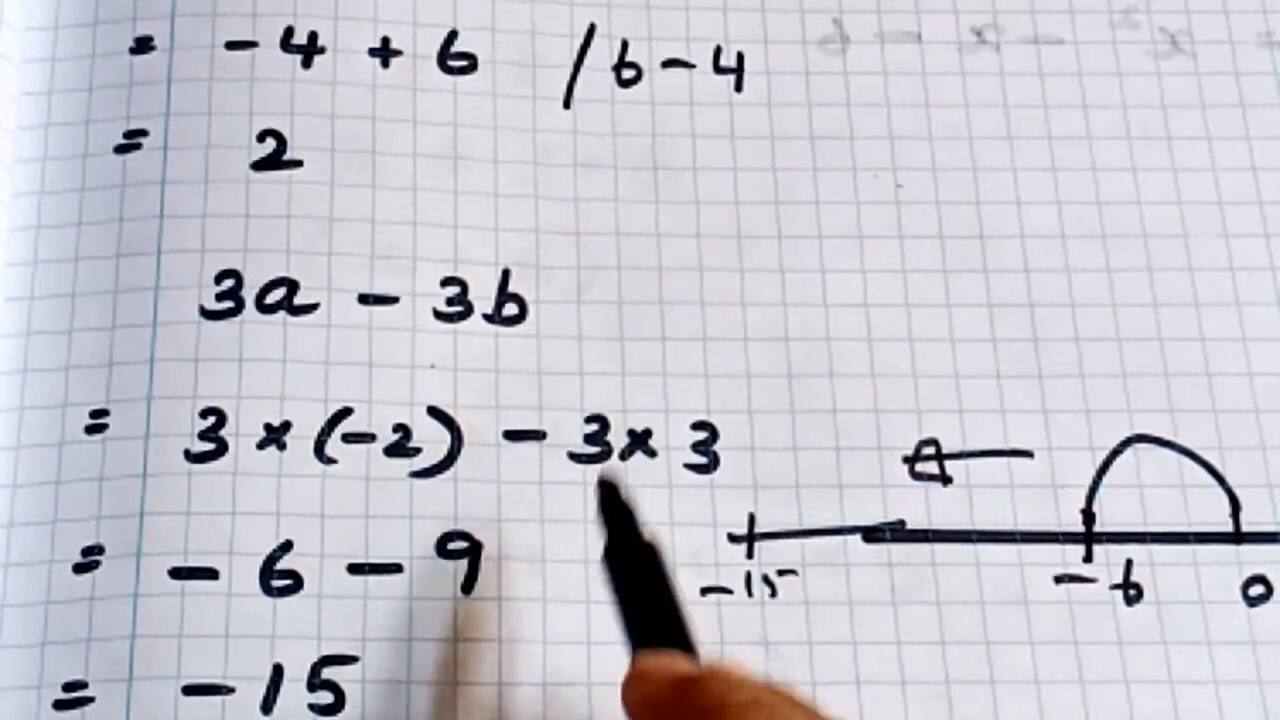 = - 4 + 6 / 6 - 4
= 2
3a - 3b
= 3 × (-2) - 3 × 3
= - 6 - 9
-15 -6 0
= -15